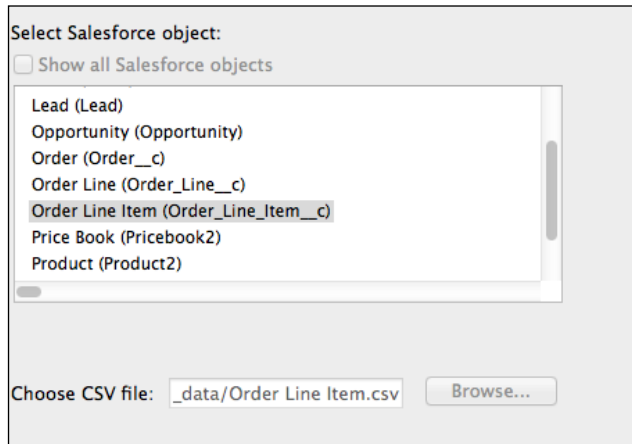 Select Salesforce object:
Show all Salesforce objects
Lead (Lead)
Opportunity (Opportunity)
Order (Order__c)
Order Line (Order_Line__c)
Order Line Item (Order_Line_Item__c)
Price Book (Pricebook2)
Product (Product2)
Choose CSV file: _data/Order Line Item.csv Browse...